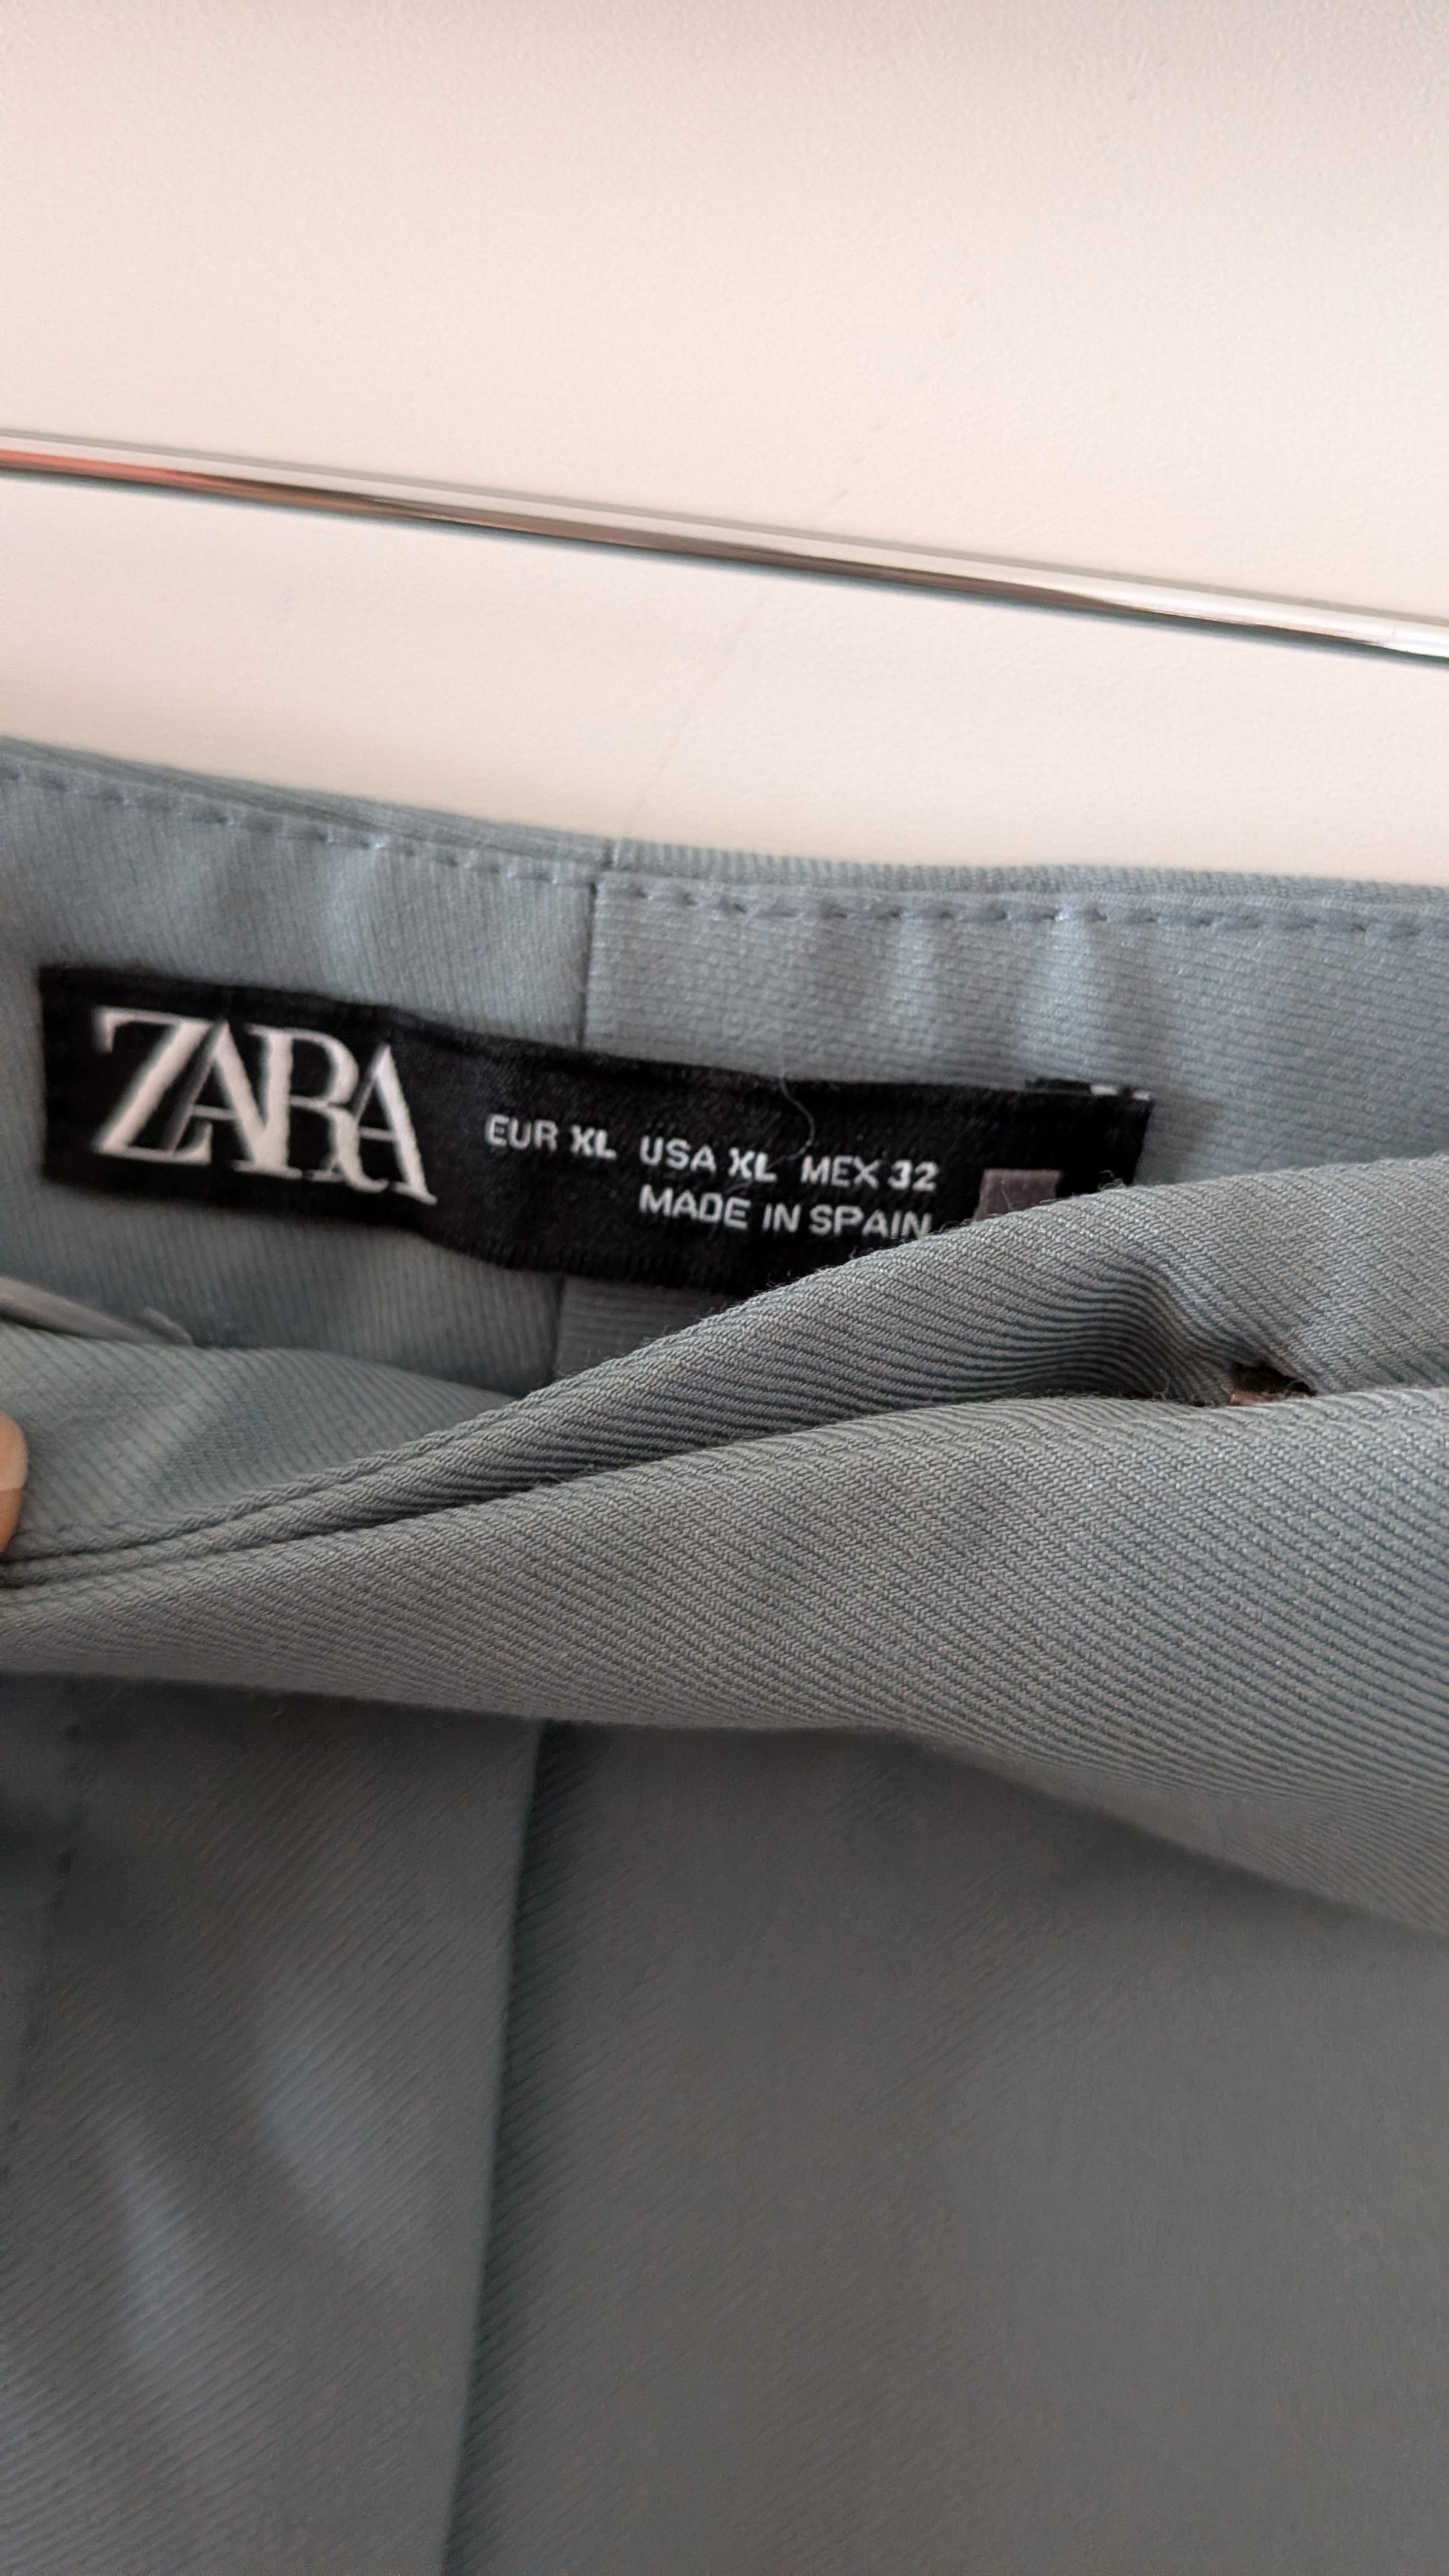 ZARA
EUR XL USA XL MEX 32
MADE IN SPAIN